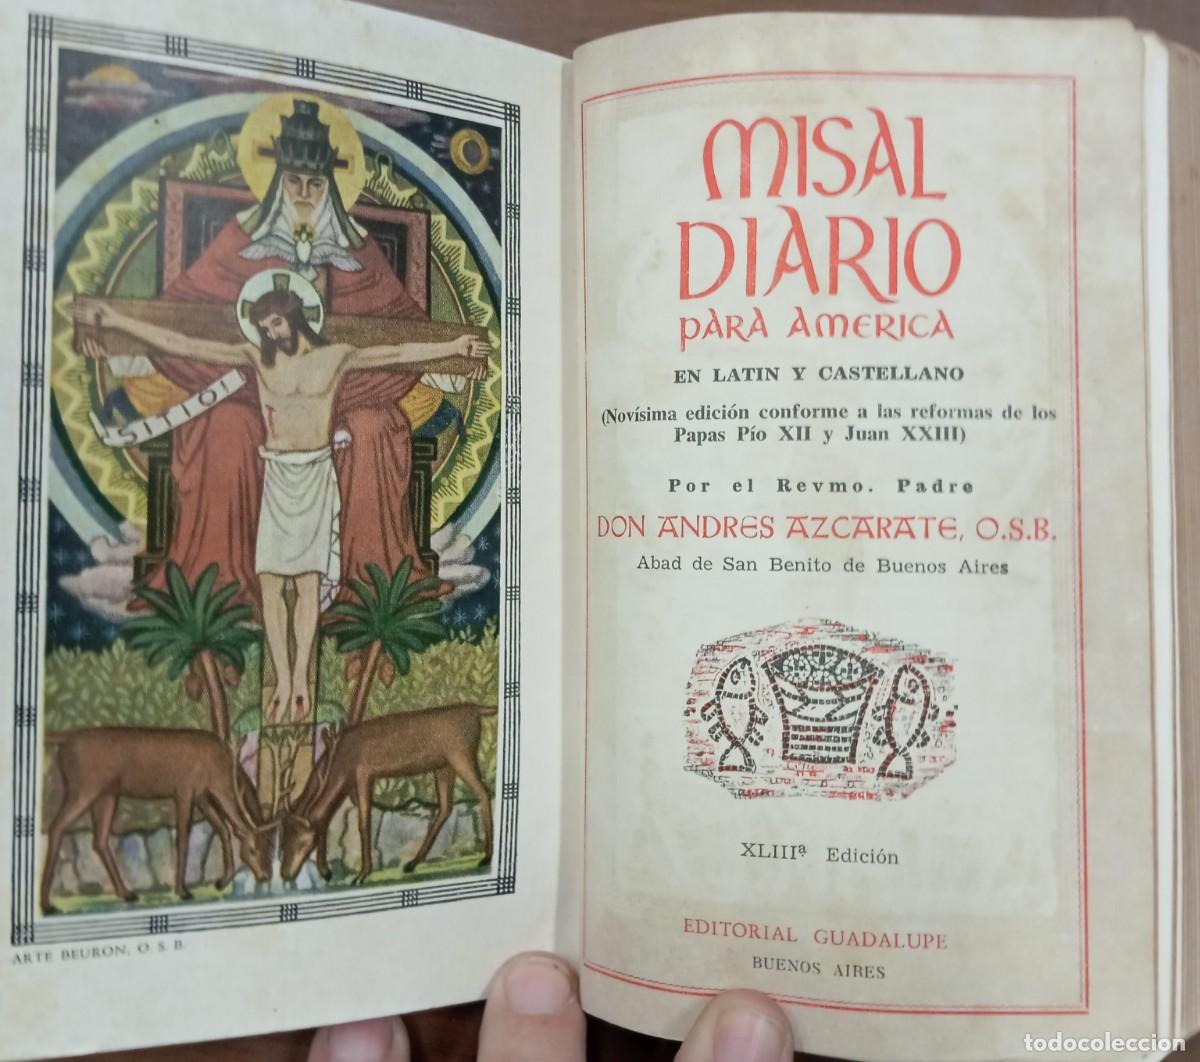 SITIO!
ARTE BEURON, O. S. B.
MISAL
DIARIO
PARA AMERICA
EN LATIN Y CASTELLANO
(Novísima edición conforme a las reformas de los
Papas Pío XII y Juan XXIII)
Por el Revmo. Padre
DON ANDRES AZCARATE, O.S.B.
Abad de San Benito de Buenos Aires
XLIIIª Edición
EDITORIAL GUADALUPE
BUENOS AIRES
todocoleccion